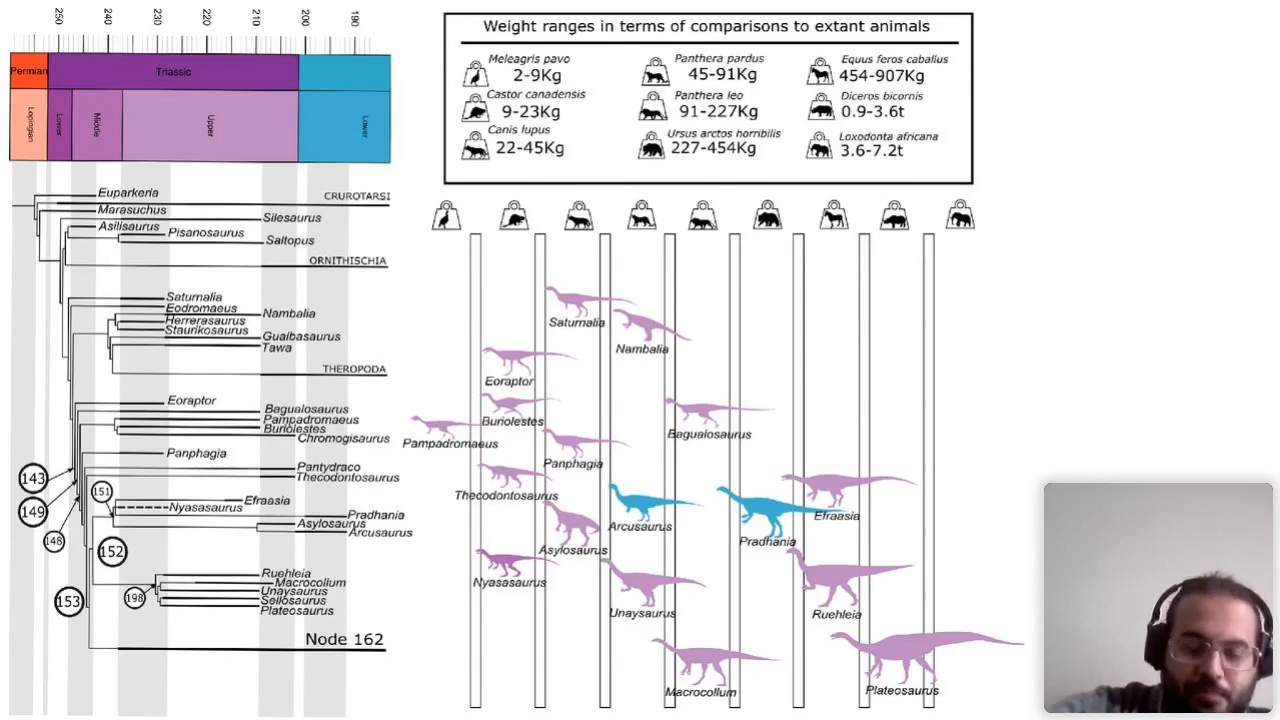 250
240
230
220
210
200
190
Permian
Triassic
Lopingian
Lower
Middle
Upper
Lower
Weight ranges in terms of comparisons to extant animals
Meleagris pavo
2-9Kg
Castor canadensis
9-23Kg
Canis lupus
22-45Kg
Panthera pardus
45-91Kg
Panthera leo
91-227Kg
Ursus arctos horribilis
227-454Kg
Equus feros caballus
454-907Kg
Diceros bicornis
0.9-3.6t
Loxodonta africana
3.6-7.2t
Euparkeria
CRUROTARSI
Marasuchus
Silesaurus
Asilisaurus
Pisanosaurus
Saltopus
ORNITHISCHIA
Saturnalia
Eodromaeus
Nambalia
Herrerasaurus
Staurikosaurus
Guaibasaurus
Tawa
THEROPODA
Eoraptor
Bagualosaurus
Pampadromaeus
Buriolestes
Chromogisaurus
Panphagia
Pantydraco
Thecodontosaurus
143
151
149
Efraasia
Nyasasaurus
Pradhania
Asylosaurus
Arcusaurus
148
152
Ruehleia
Macrocollum
Unaysaurus
Sellosaurus
Plateosaurus
198
153
Node 162
Saturnalia
Nambalia
Eoraptor
Buriolestes
Pampadromaeus
Bagualosaurus
Panphagia
Thecodontosaurus
Efraasia
Arcusaurus
Pradhania
Asylosaurus
Nyasasaurus
Unaysaurus
Ruehleia
Macrocollum
Plateosaurus